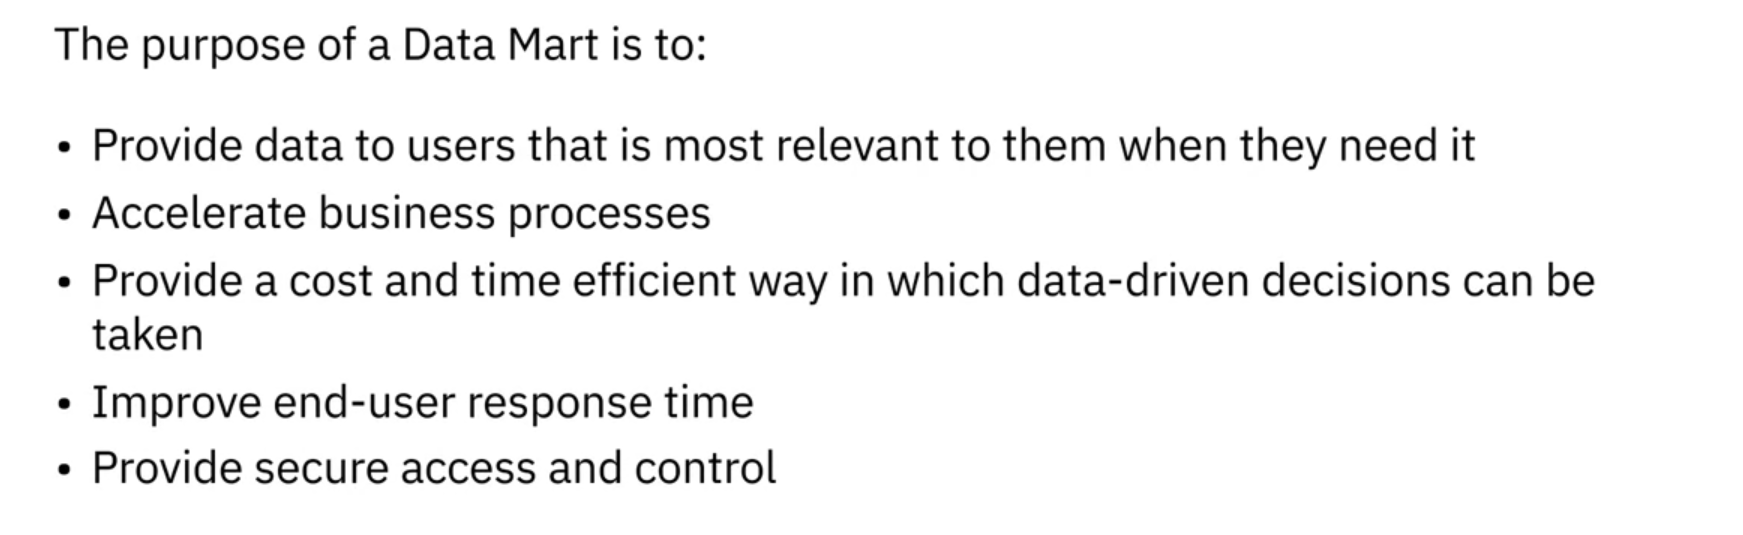 The purpose of a Data Mart is to:
• Provide data to users that is most relevant to them when they need it
• Accelerate business processes
• Provide a cost and time efficient way in which data-driven decisions can be
taken
• Improve end-user response time
• Provide secure access and control